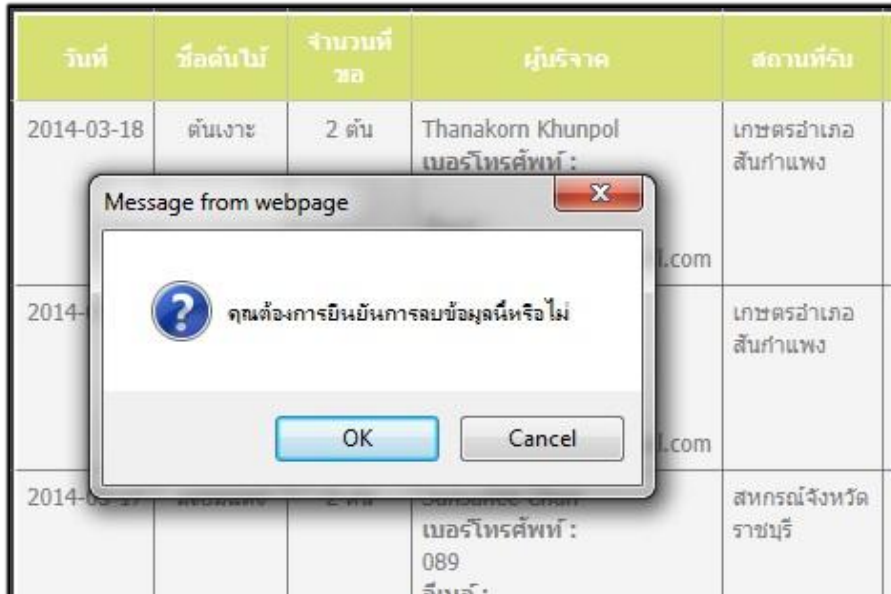 วันที่ ชื่อต้นไม้ จำนวนที่ขอ ผู้บริจาค สถานที่รับ
2014-03-18 ต้นเงาะ 2 ต้น Thanakorn Khunpol เกษตรอำเภอ
เบอร์โทรศัพท์ : สันกำแพง
Message from webpage
l.com
คุณต้องการยืนยันการลบข้อมูลนี้หรือไม่
2014- เกษตรอำเภอ
สันกำแพง
OK Cancel
l.com
2014- สหกรณ์จังหวัด
เบอร์โทรศัพท์ : ราชบุรี
089
อีเมล์ :